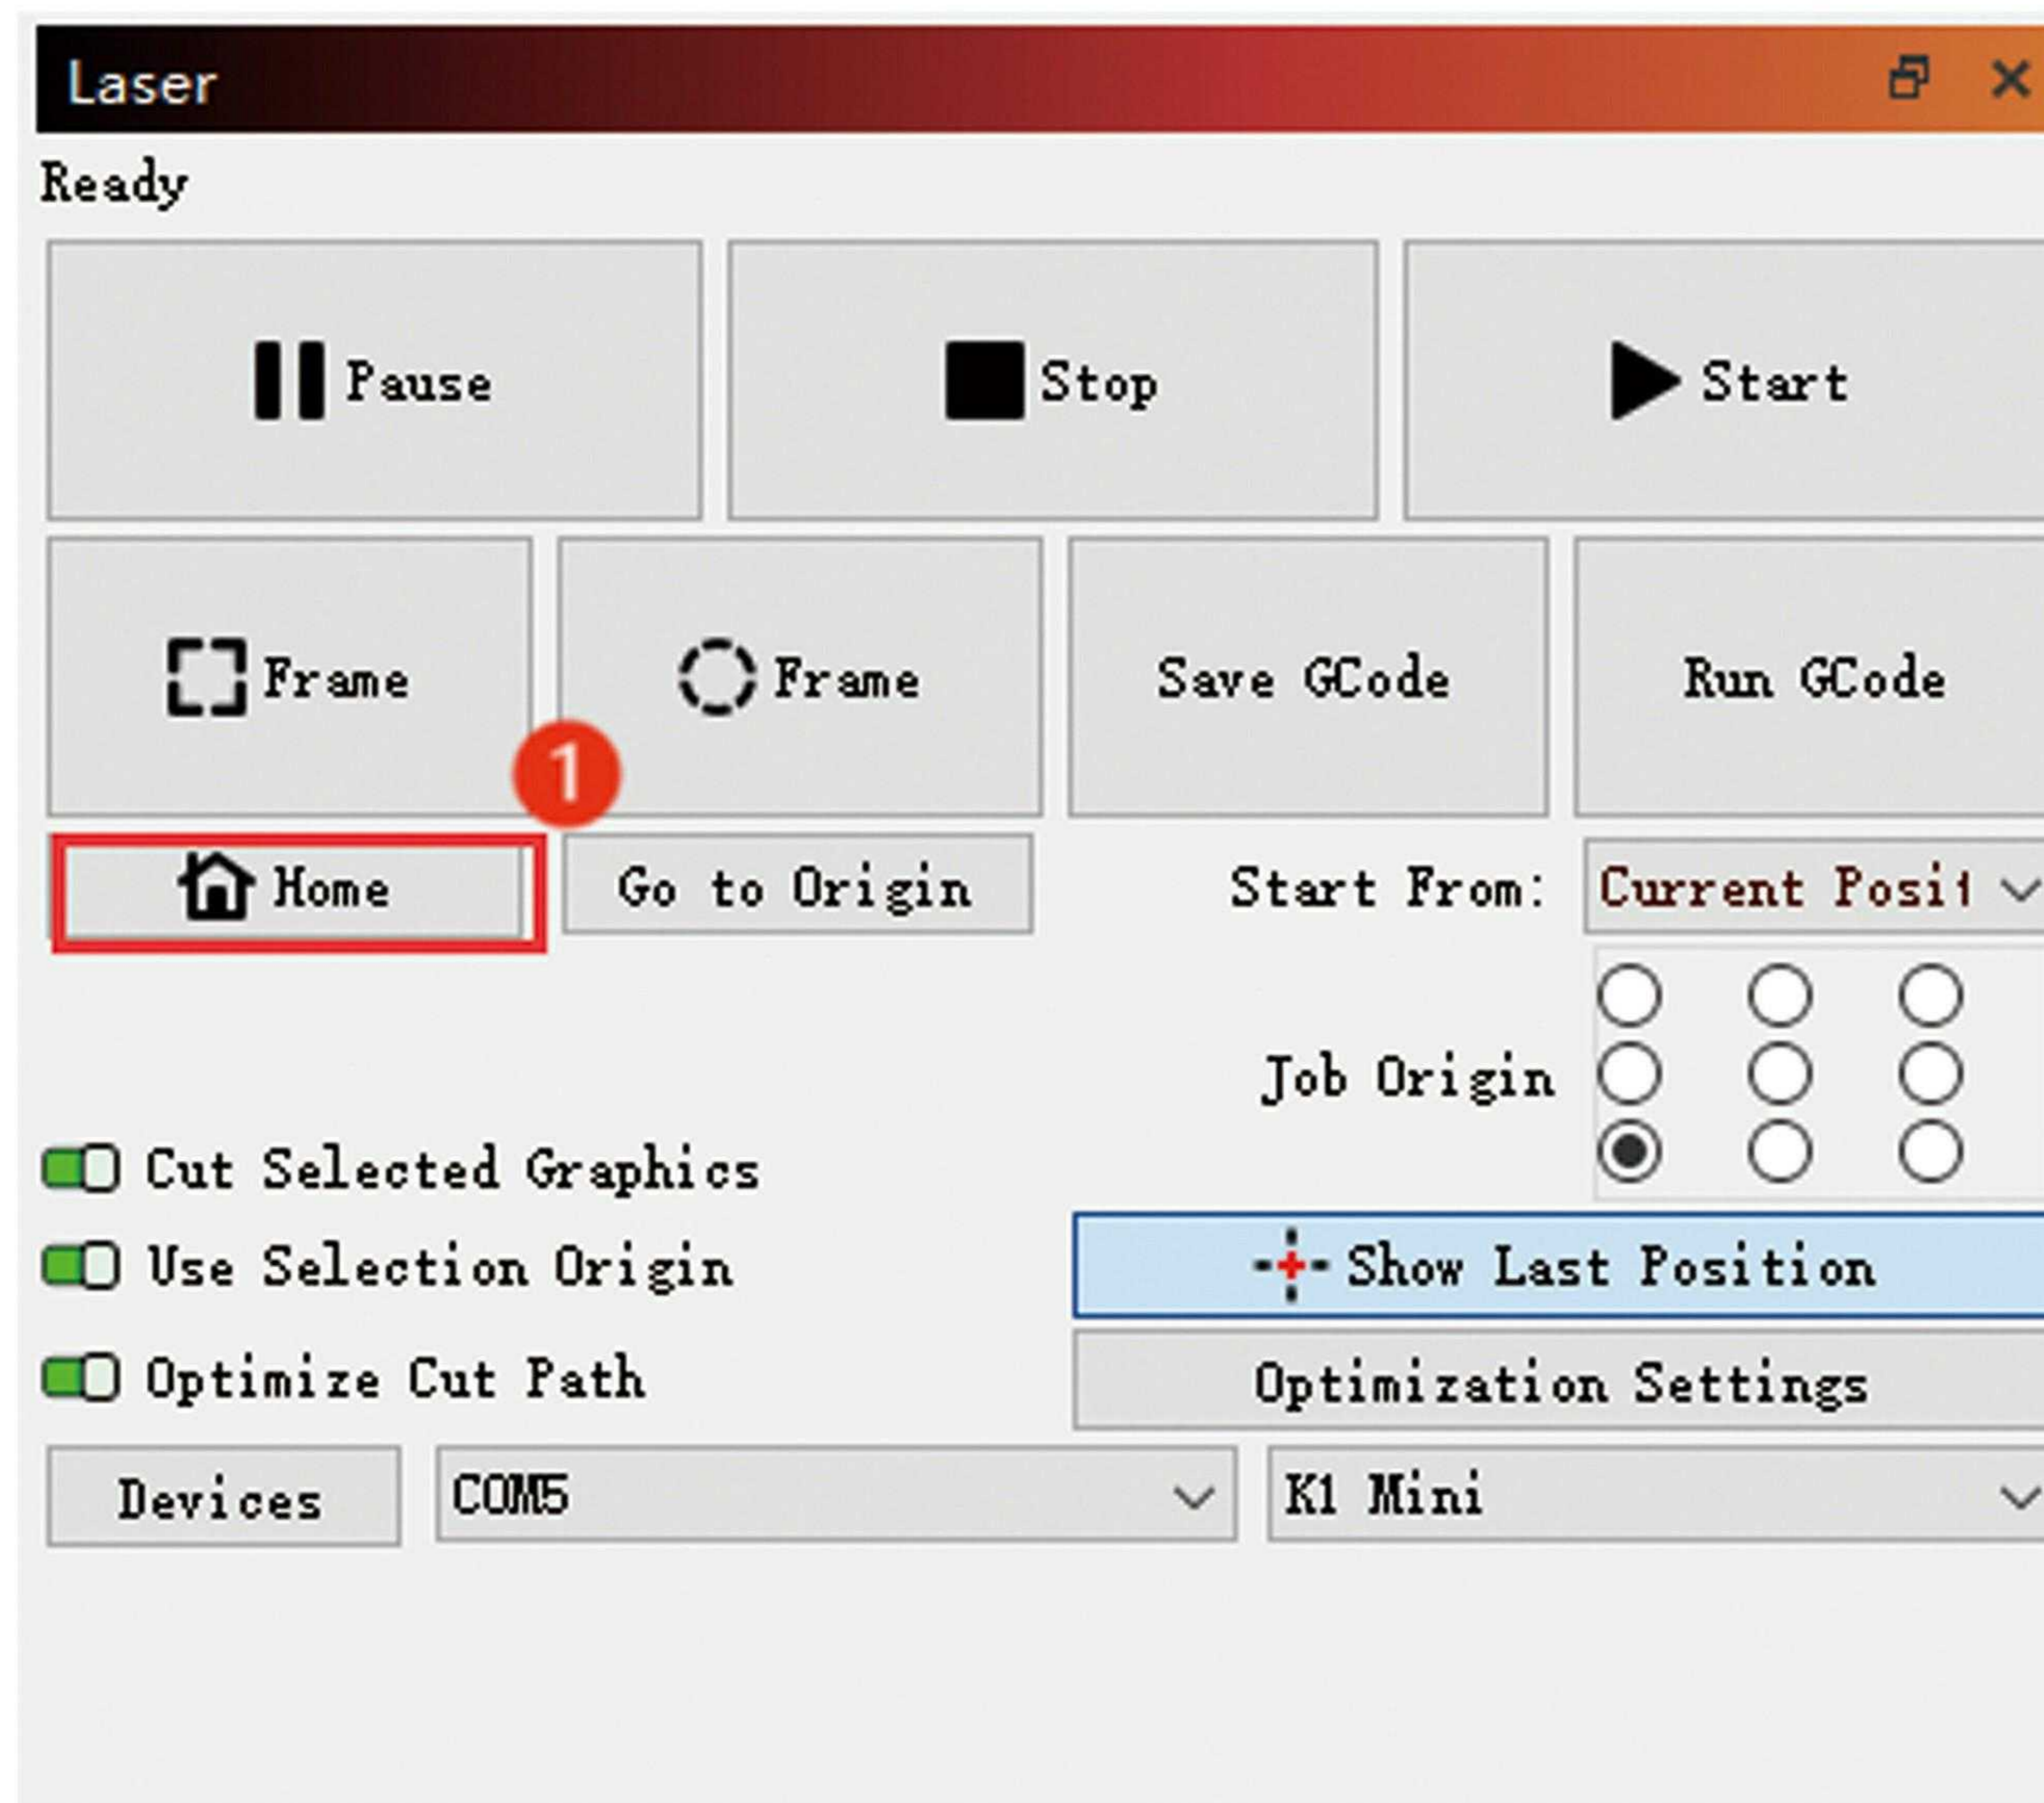 Laser
Ready
Pause
Stop
Start
Frame
Frame
Save GCode
Run GCode
1
Home
Go to Origin
Start From:
Current Posit
Job Origin
Cut Selected Graphics
Use Selection Origin
Show Last Position
Optimize Cut Path
Optimization Settings
Devices
COM5
K1 Mini